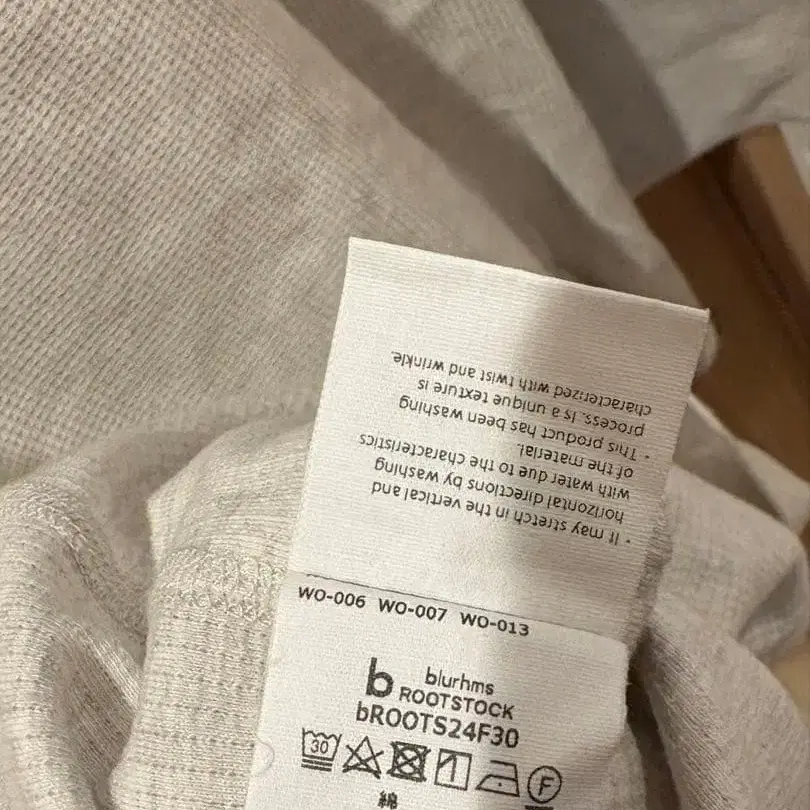 • It may stretch in the vertical and
horizontal directions by washing
with water due to the characteristics
of the material.
• This product has been washing
process. Is a unique texture is
characterized with twist and wrinkle.
WO-006 WO-007 WO-013
b blurhms
ROOTSTOCK
bROOTS24F30
30 F
綿